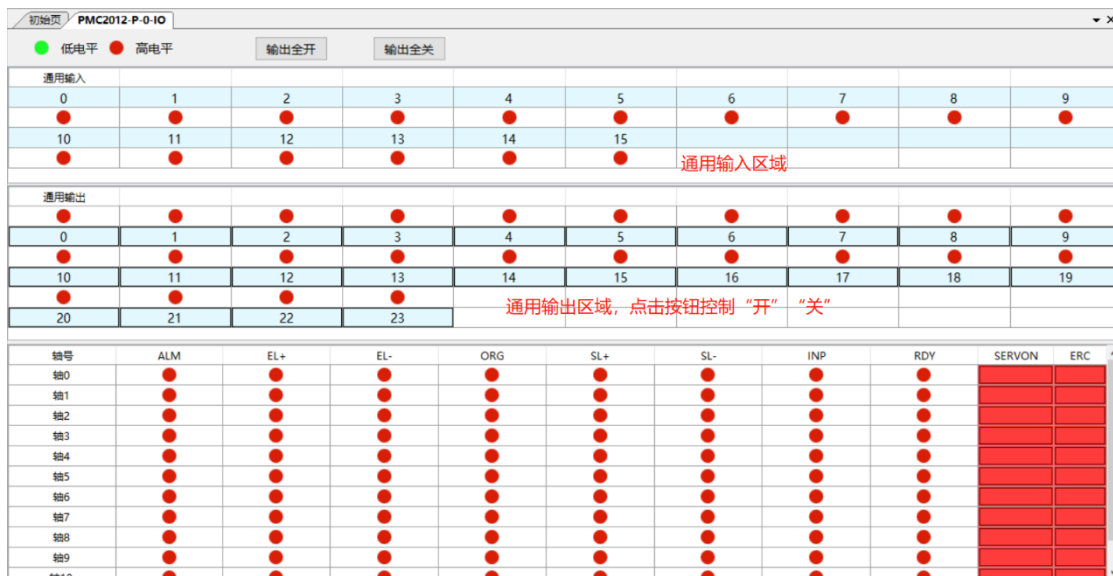 初始页 PMC2012-P-0-IO
低电平 高电平 输出全开 输出全关
通用输入
0 1 2 3 4 5 6 7 8 9
10 11 12 13 14 15
通用输入区域
通用输出
0 1 2 3 4 5 6 7 8 9
10 11 12 13 14 15 16 17 18 19
通用输出区域，点击按钮控制“开”“关”
20 21 22 23
轴号 ALM EL+ EL- ORG SL+ SL- INP RDY SERVON ERC
轴0
轴1
轴2
轴3
轴4
轴5
轴6
轴7
轴8
轴9